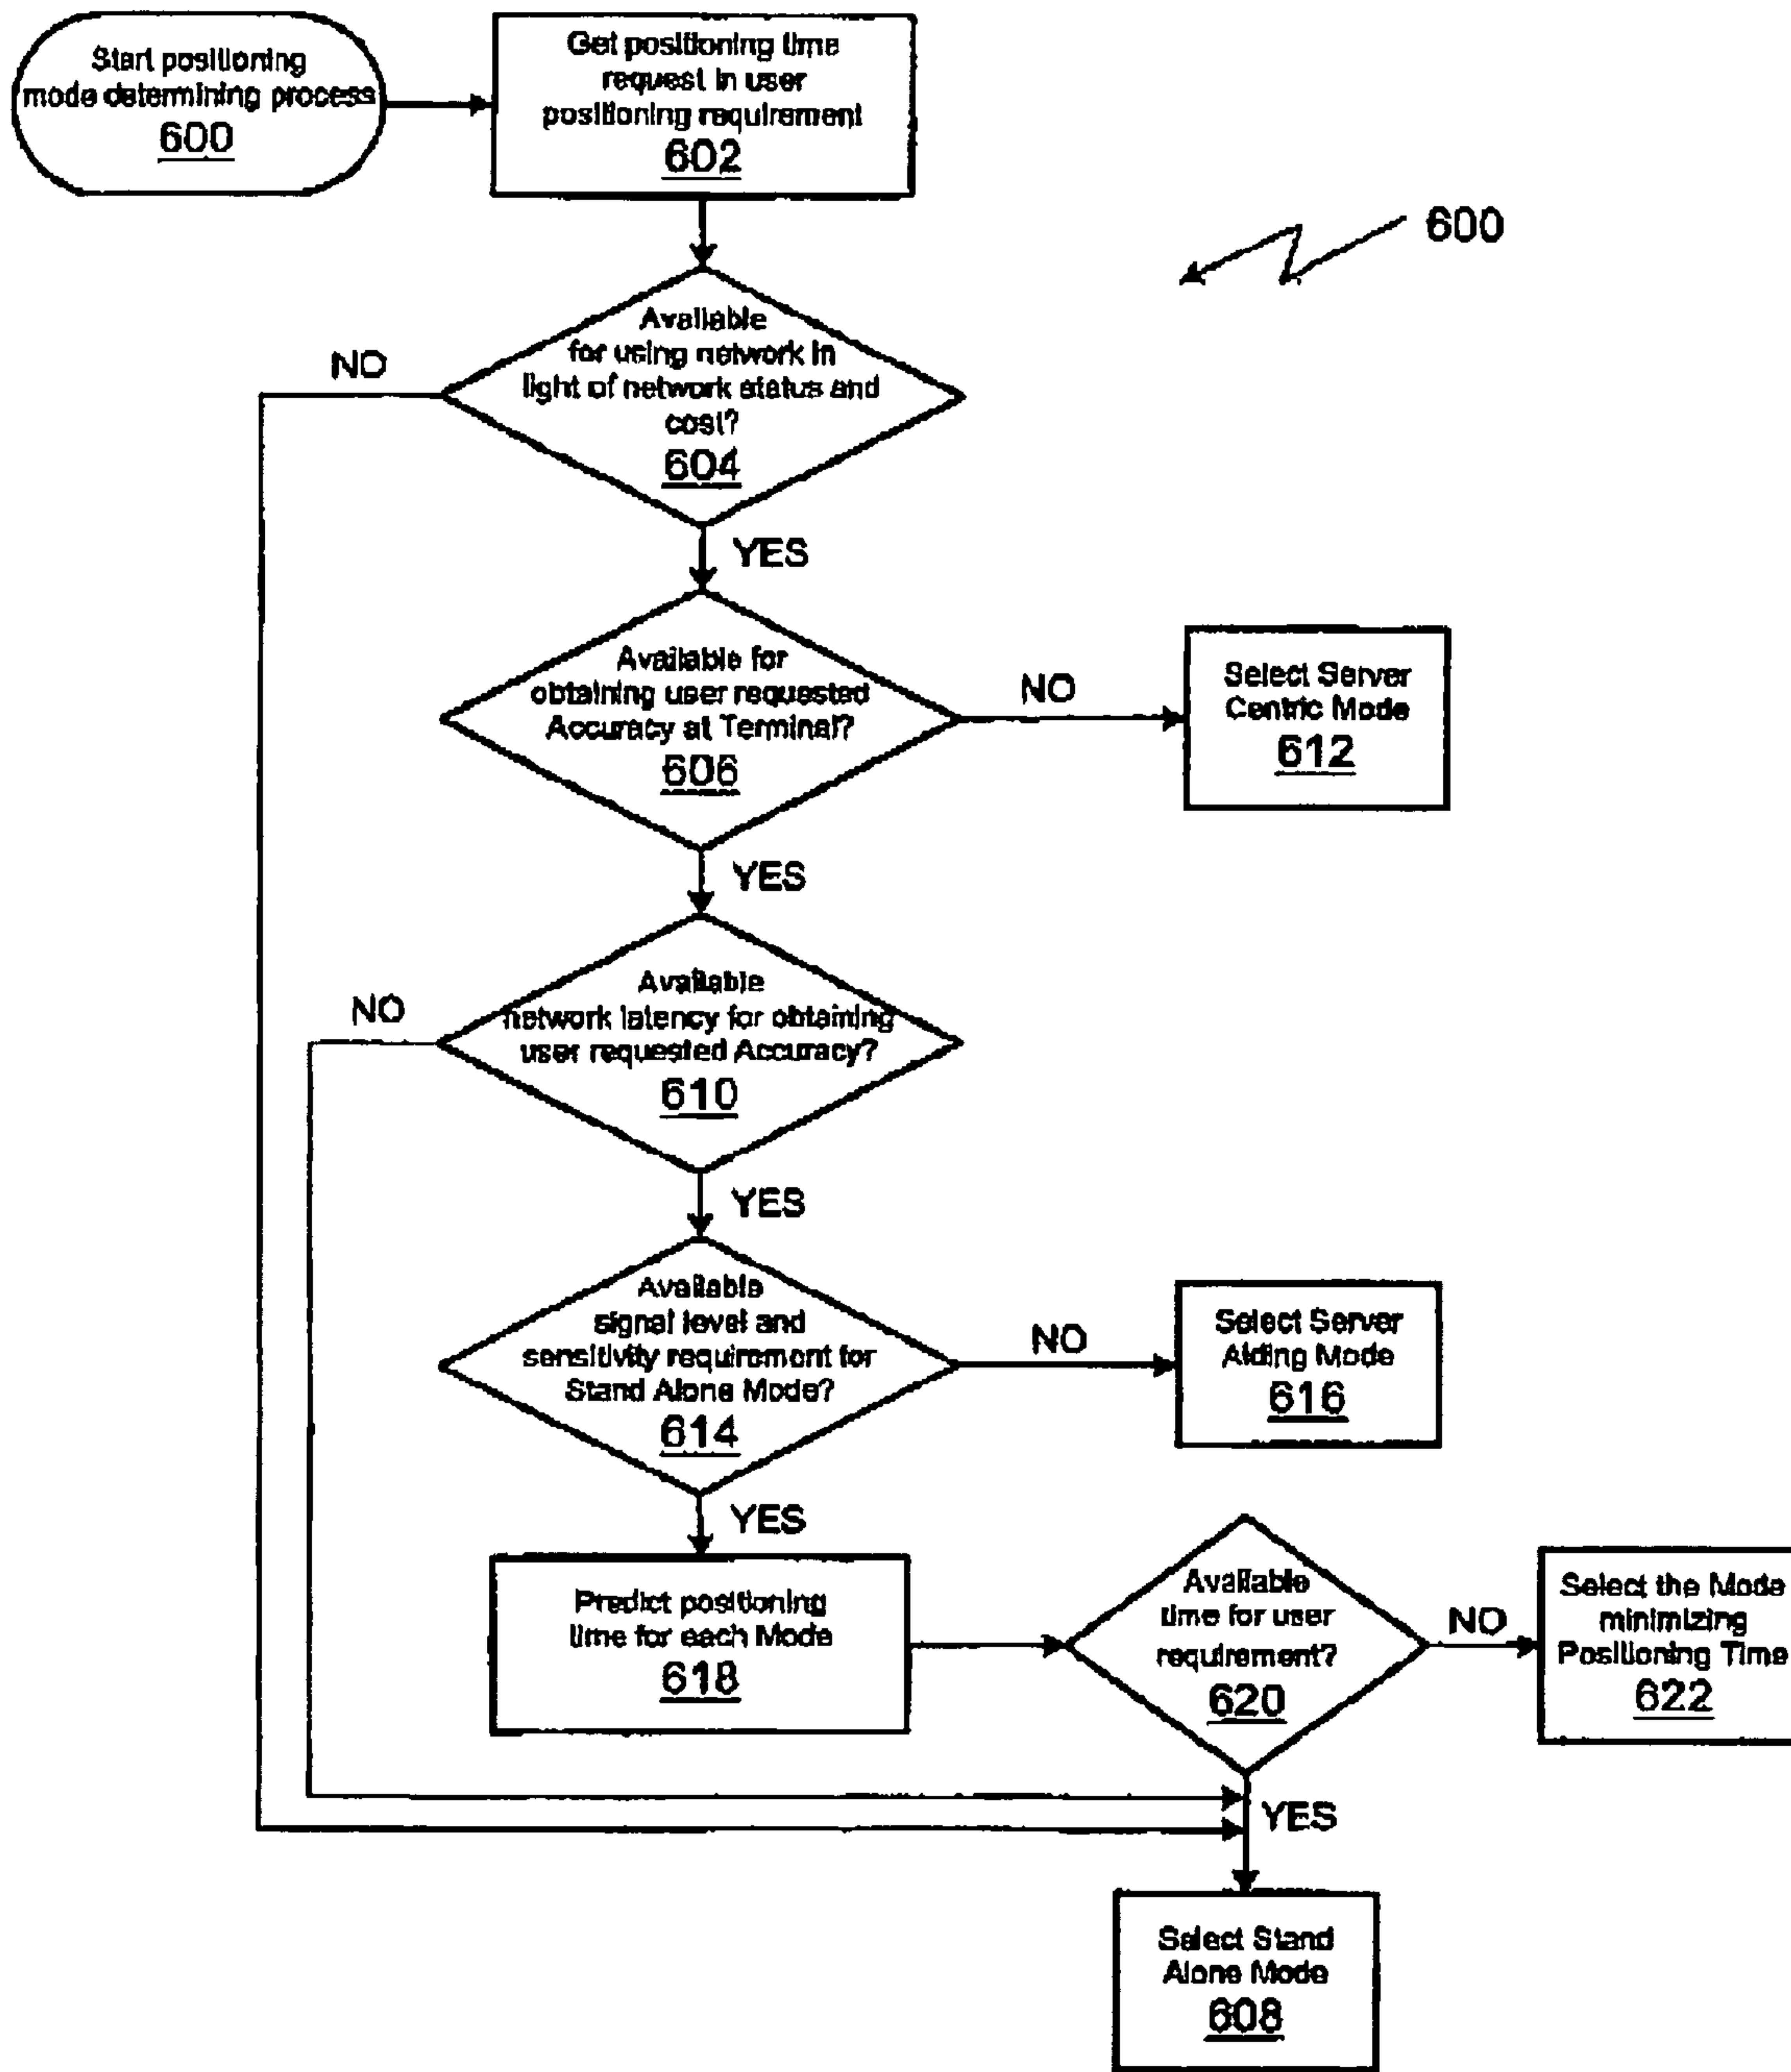 Start positioning
mode determining process
600
Get positioning time
request in user
positioning requirement
602
600
Available
for using network in
light of network status and
cost?
604
NO
YES
Available for
obtaining user requested
Accuracy at Terminal?
606
NO
Select Server
Centric Mode
612
YES
Available
network latency for obtaining
user requested Accuracy?
610
NO
YES
Available
signal level and
sensitivity requirement for
Stand Alone Mode?
614
NO
Select Server
Aiding Mode
616
YES
Predict positioning
time for each Mode
618
Available
time for user
requirement?
620
NO
Select the Mode
minimizing
Positioning Time
622
YES
Select Stand
Alone Mode
608